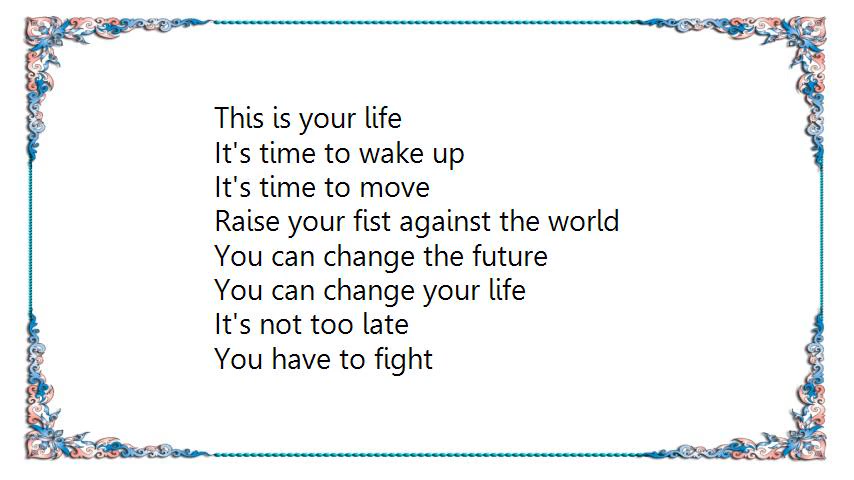 This is your life
It's time to wake up
It's time to move
Raise your fist against the world
You can change the future
You can change your life
It's not too late
You have to fight